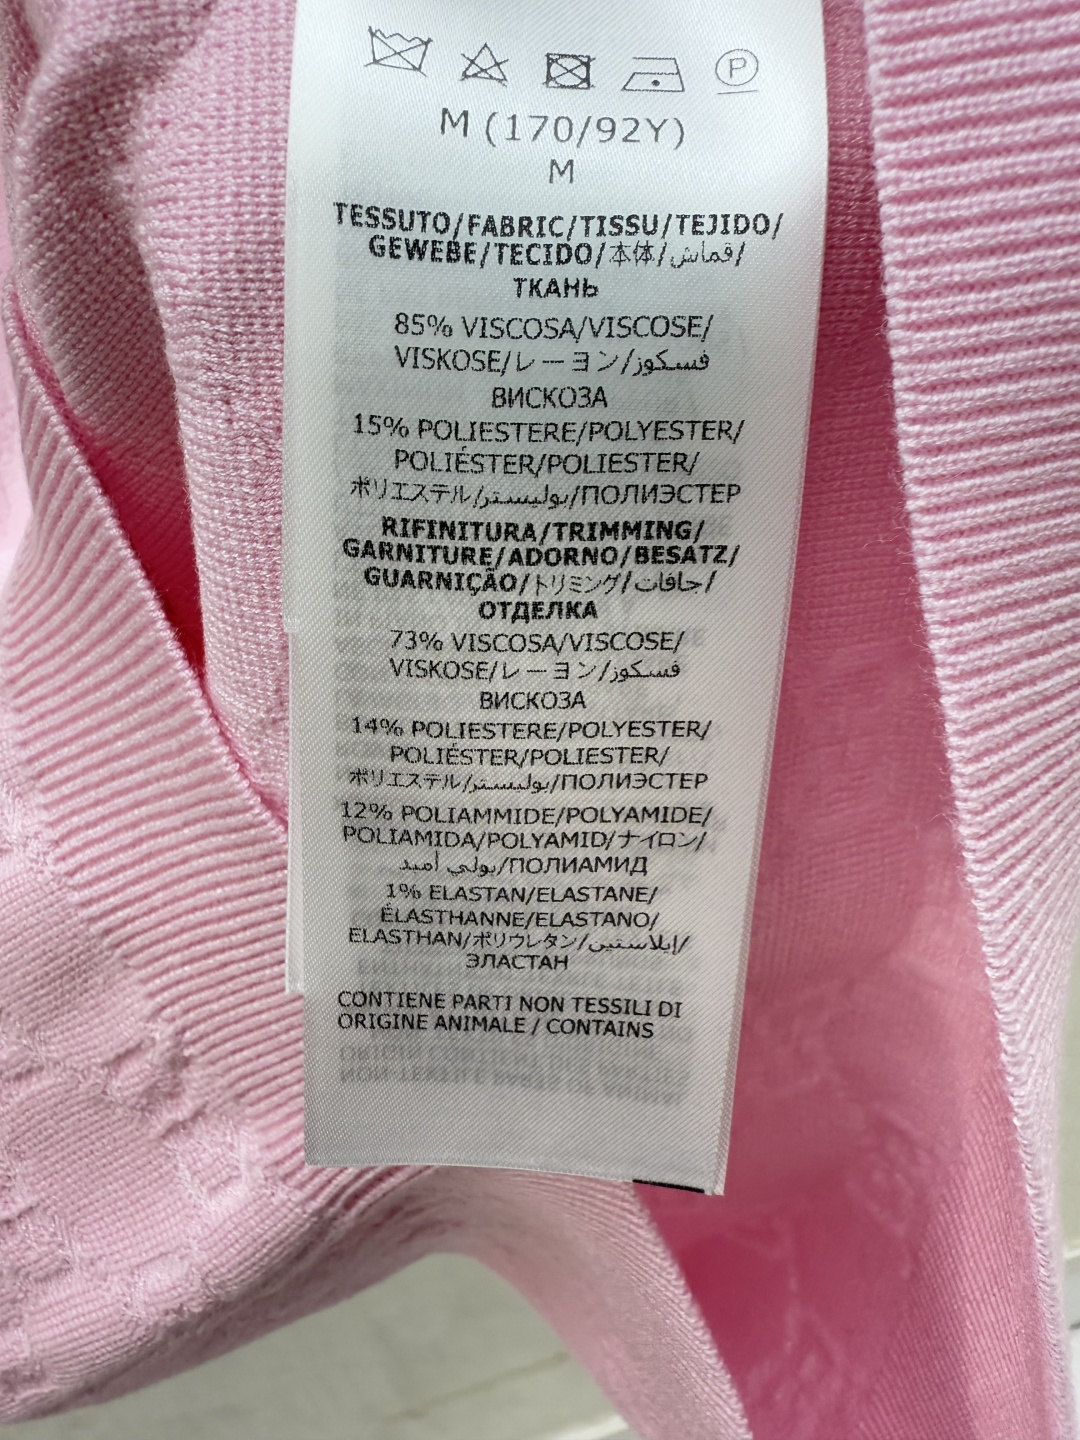 P
M (170/92Y)
M
TESSUTO/FABRIC/TISSU/TEJIDO/
GEWEBE/TECIDO/本体/قماش/
ТКАНЬ
85% VISCOSA/VISCOSE/
VISKOSE/レーヨン/فسكوز
ВИСКОЗА
15% POLIESTERE/POLYESTER/
POLIÉSTER/POLIESTER/
ポリエステル/بوليستر/ПОЛИЭСТЕР
RIFINITURA/TRIMMING/
GARNITURE/ADORNO/BESATZ/
GUARNIÇÃO/トリミング/حافات/
ОТДЕЛКА
73% VISCOSA/VISCOSE/
VISKOSE/レーヨン/فسكوز
ВИСКОЗА
14% POLIESTERE/POLYESTER/
POLIÉSTER/POLIESTER/
ポリエステル/بوليستر/ПОЛИЭСТЕР
12% POLIAMMIDE/POLYAMIDE/
POLIAMIDA/POLYAMID/ナイロン/
بولي أميد/ПОЛИАМИД
1% ELASTAN/ELASTANE/
ÉLASTHANNE/ELASTANO/
ELASTHAN/ポリウレタン/إيلاستين/
ЭЛАСТАН
CONTIENE PARTI NON TESSILI DI
ORIGINE ANIMALE / CONTAINS